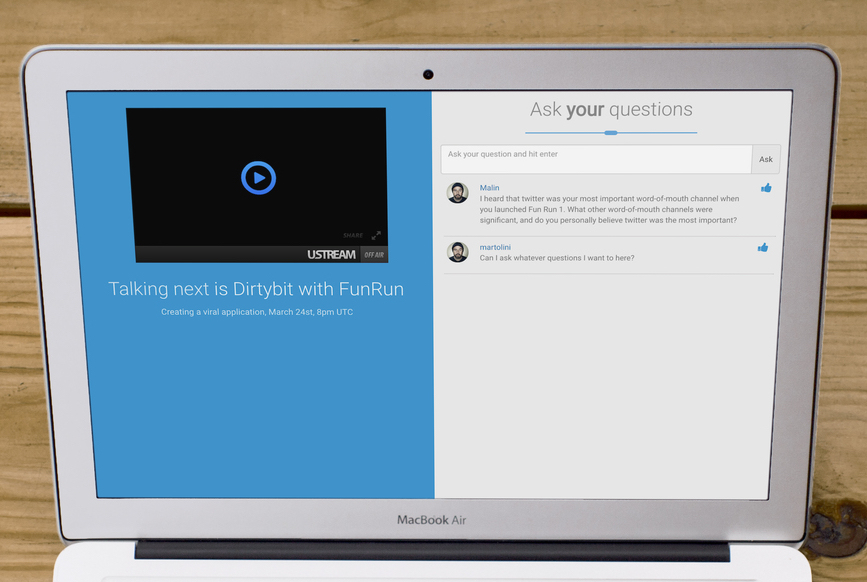 SHARE
USTREAM
OFF AIR
Talking next is Dirtybit with FunRun
Creating a viral application, March 24st, 8pm UTC
Ask your questions
Ask your question and hit enter
Ask
Malin
I heard that twitter was your most important word-of-mouth channel when
you launched Fun Run 1. What other word-of-mouth channels were
significant, and do you personally believe twitter was the most important?
martolini
Can I ask whatever questions I want to here?
MacBook Air